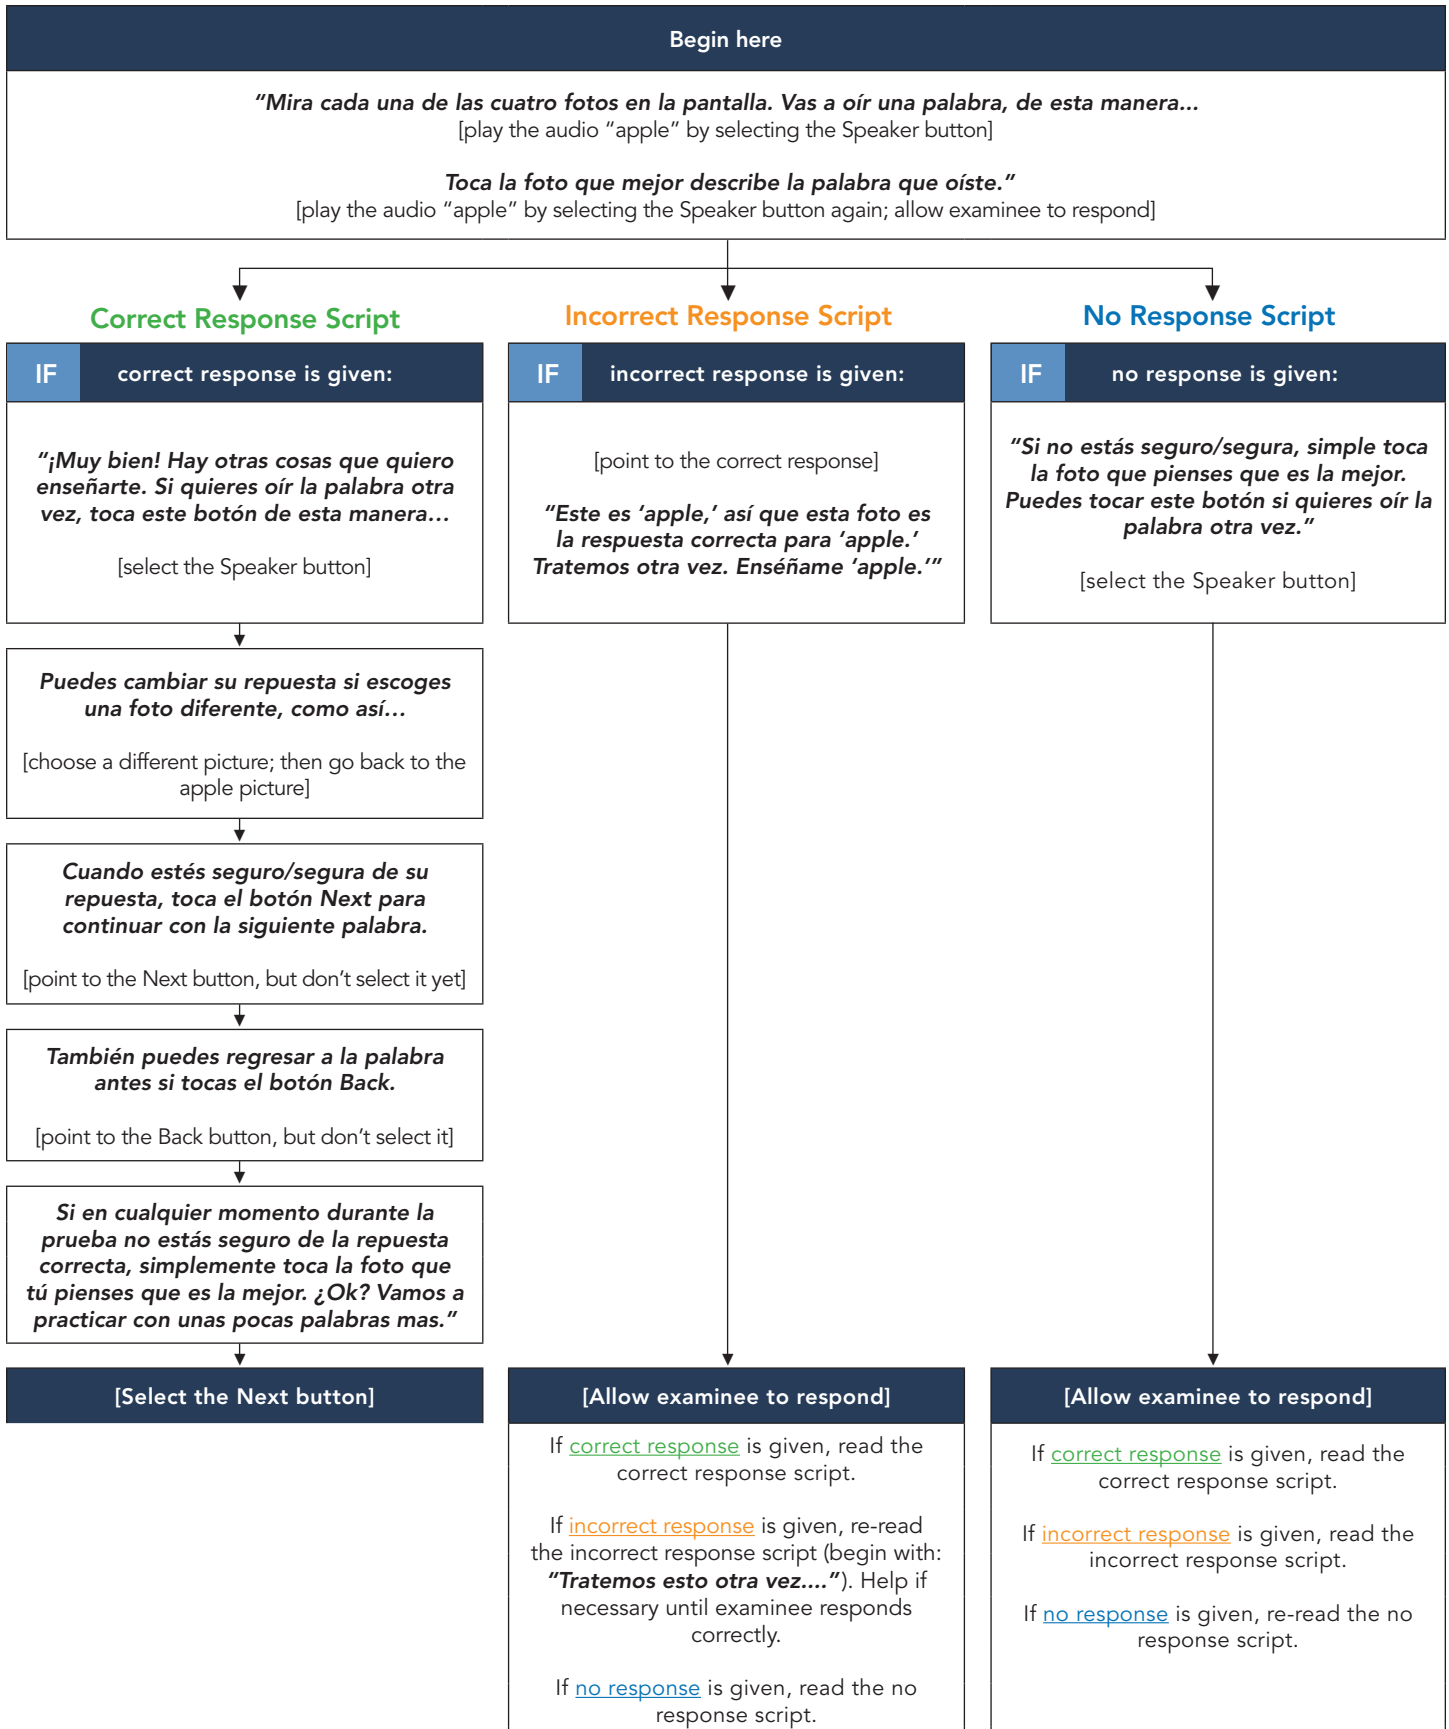 Begin here
“Mira cada una de las cuatro fotos en la pantalla. Vas a oír una palabra, de esta manera...
[play the audio “apple” by selecting the Speaker button]
Toca la foto que mejor describe la palabra que oíste.”
[play the audio “apple” by selecting the Speaker button again; allow examinee to respond]
Correct Response Script
IF correct response is given:
“¡Muy bien! Hay otras cosas que quiero
enseñarte. Si quieres oír la palabra otra
vez, toca este botón de esta manera…
[select the Speaker button]
Puedes cambiar su repuesta si escoges
una foto diferente, como así…
[choose a different picture; then go back to the
apple picture]
Cuando estés seguro/segura de su
repuesta, toca el botón Next para
continuar con la siguiente palabra.
[point to the Next button, but don’t select it yet]
También puedes regresar a la palabra
antes si tocas el botón Back.
[point to the Back button, but don’t select it]
Si en cualquier momento durante la
prueba no estás seguro de la repuesta
correcta, simplemente toca la foto que
tú pienses que es la mejor. ¿Ok? Vamos a
practicar con unas pocas palabras mas.”
[Select the Next button]
Incorrect Response Script
IF incorrect response is given:
[point to the correct response]
“Este es ‘apple,’ así que esta foto es
la respuesta correcta para ‘apple.’
Tratemos otra vez. Enséñame ‘apple.’”
[Allow examinee to respond]
If correct response is given, read the
correct response script.
If incorrect response is given, re-read
the incorrect response script (begin with:
“Tratemos esto otra vez....”). Help if
necessary until examinee responds
correctly.
If no response is given, read the no
response script.
No Response Script
IF no response is given:
“Si no estás seguro/segura, simple toca
la foto que pienses que es la mejor.
Puedes tocar este botón si quieres oír la
palabra otra vez.”
[select the Speaker button]
[Allow examinee to respond]
If correct response is given, read the
correct response script.
If incorrect response is given, read the
incorrect response script.
If no response is given, re-read the no
response script.